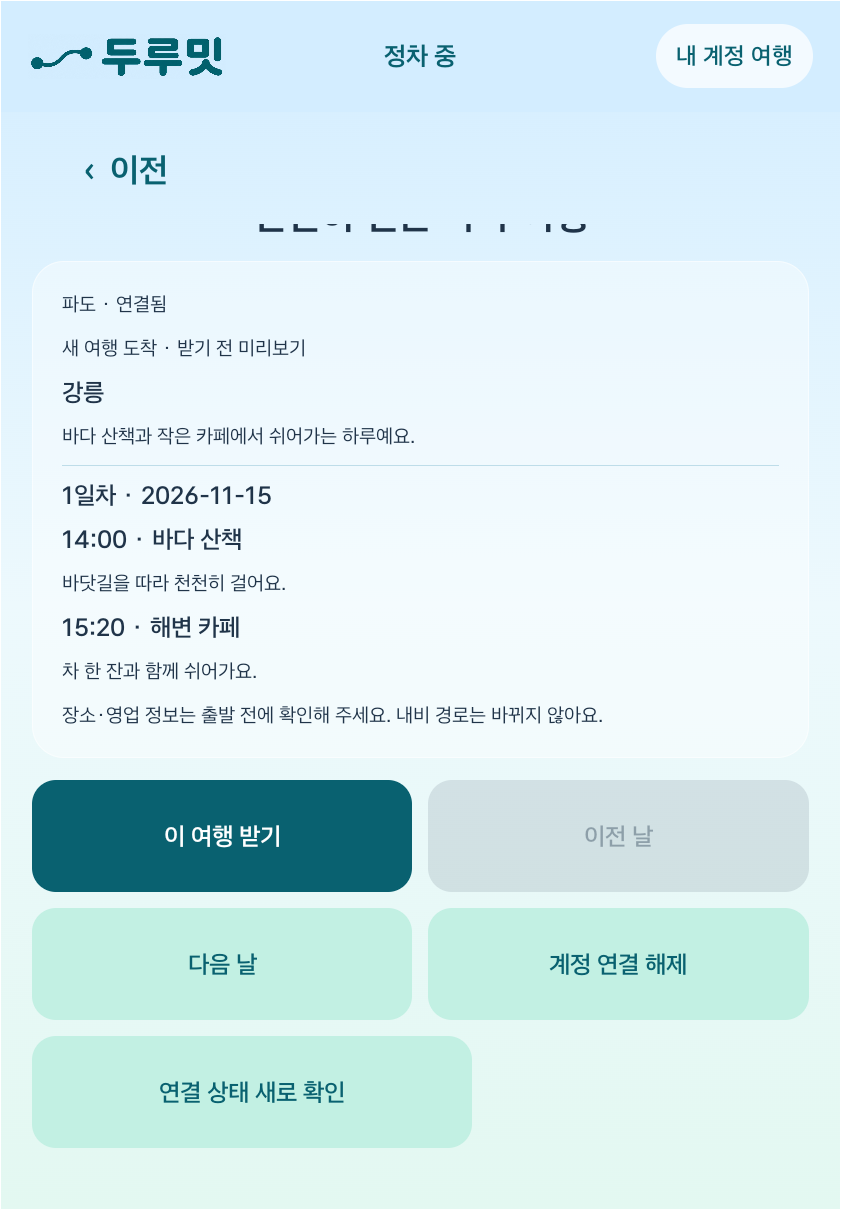 두루밋
정차 중
내 계정 여행
‹ 이전
파도 · 연결됨
새 여행 도착 · 받기 전 미리보기
강릉
바다 산책과 작은 카페에서 쉬어가는 하루예요.
1일차 · 2026-11-15
14:00 · 바다 산책
바닷길을 따라 천천히 걸어요.
15:20 · 해변 카페
차 한 잔과 함께 쉬어가요.
장소·영업 정보는 출발 전에 확인해 주세요. 내비 경로는 바뀌지 않아요.
이 여행 받기
이전 날
다음 날
계정 연결 해제
연결 상태 새로 확인